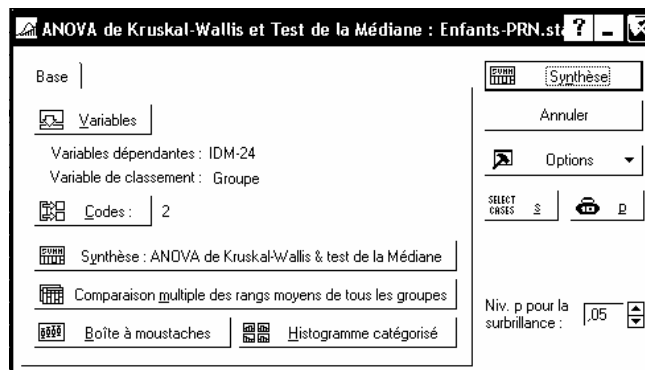 ANOVA de Kruskal-Wallis et Test de la Médiane : Enfants-PRN.sta ?
Base
Synthèse
Variables
Annuler
Variables dépendantes : IDM-24
Variable de classement : Groupe
Options
Codes : 2
SELECT CASES S D
Synthèse : ANOVA de Kruskal-Wallis & test de la Médiane
Comparaison multiple des rangs moyens de tous les groupes
Niv. p pour la surbrillance : ,05
Boîte à moustaches Histogramme catégorisé